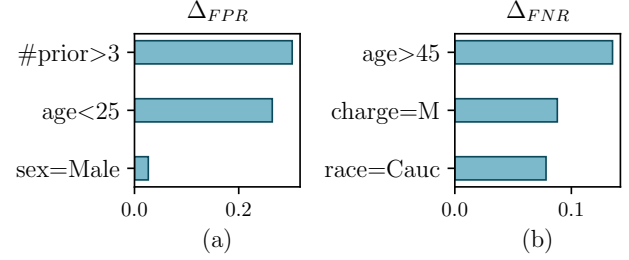 Δ_FPR
#prior>3
age<25
sex=Male
0.0 0.2
(a)
Δ_FNR
age>45
charge=M
race=Cauc
0.0 0.1
(b)